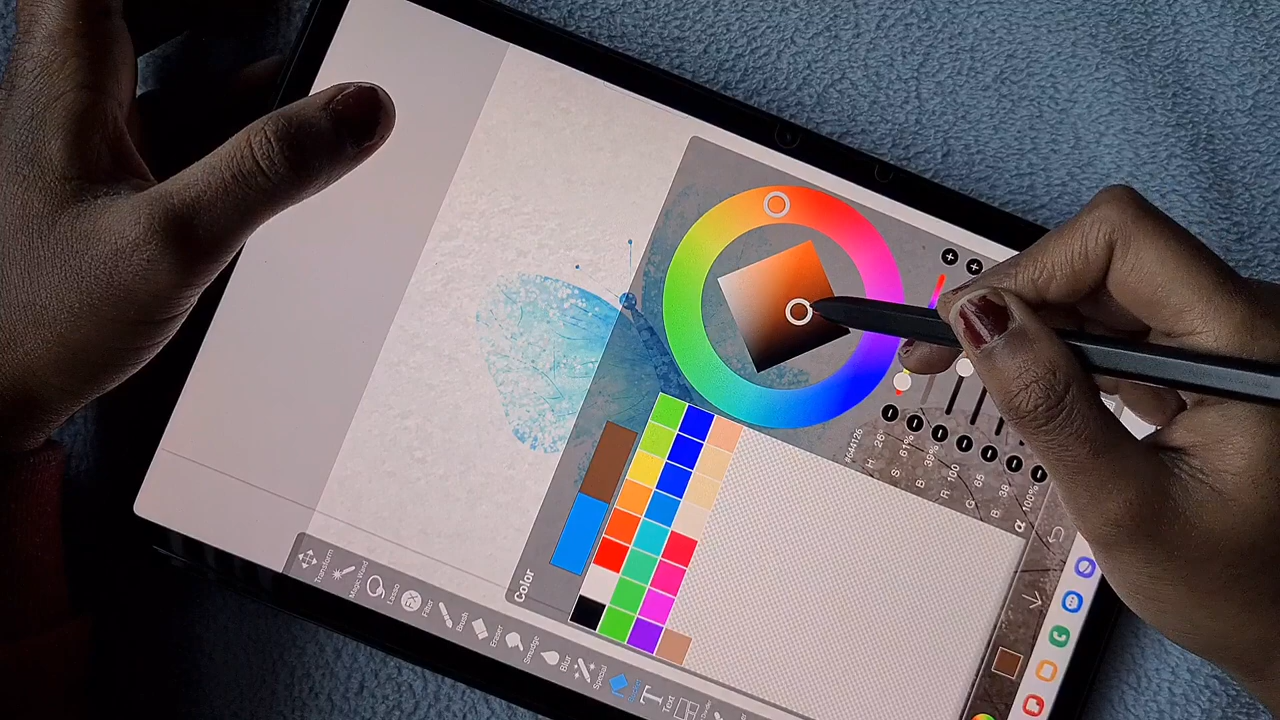 Transform
Magic Wand
Lasso
FX
Filter
Brush
Eraser
Smudge
Blur
Special
T
Text
Color
#644126
H: 26°
S: 61%
B: 39%
R: 100
G: 65
B: 38
α: 100%